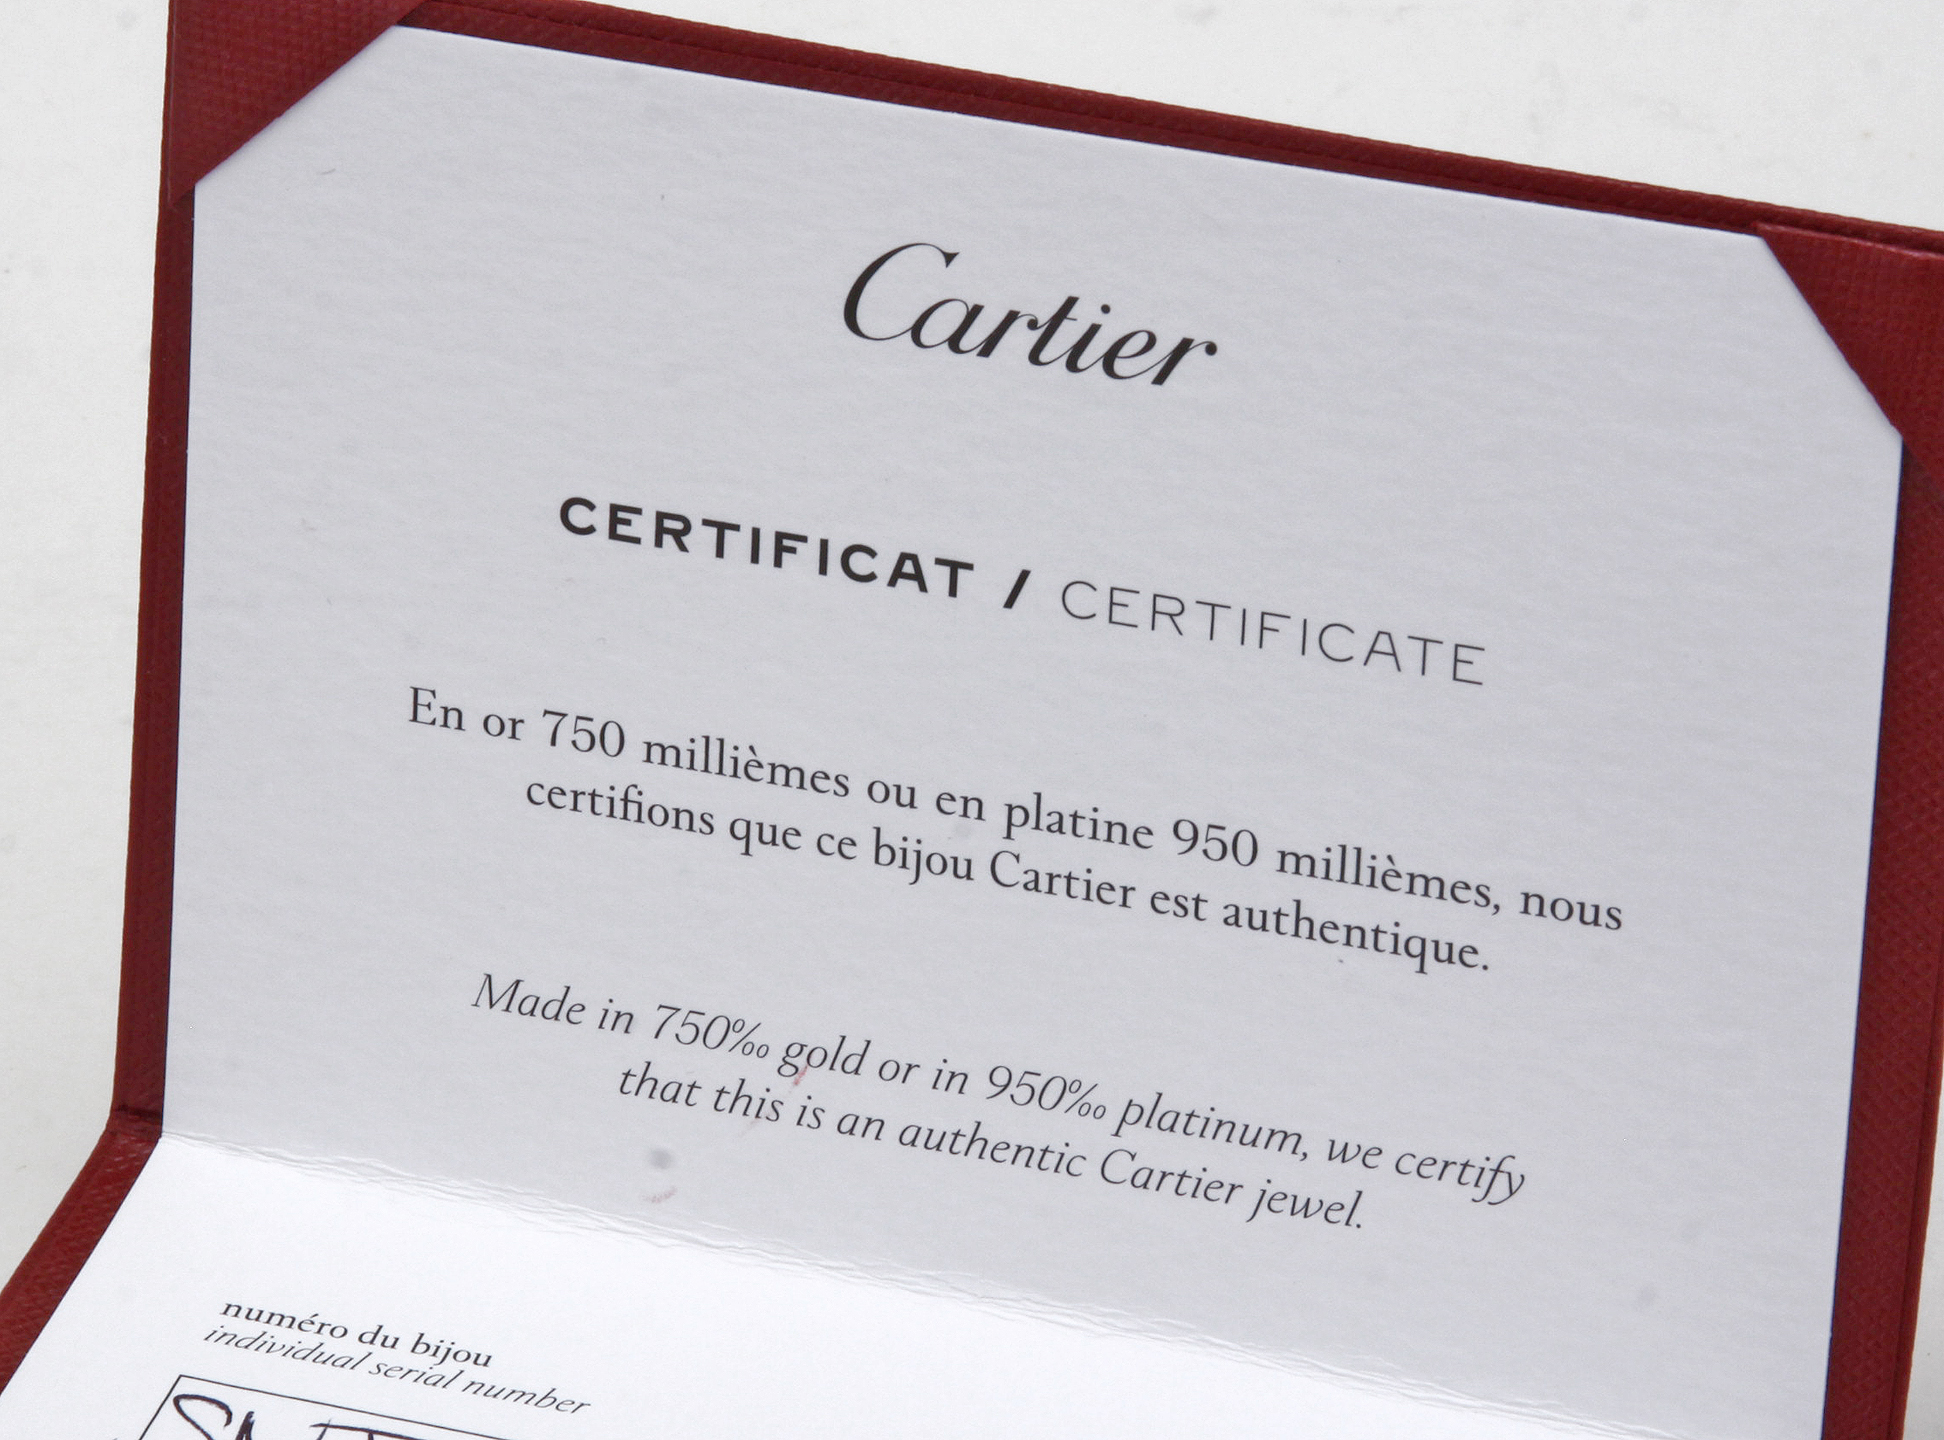 Cartier
CERTIFICAT / CERTIFICATE
En or 750 millièmes ou en platine 950 millièmes, nous
certifions que ce bijou Cartier est authentique.
Made in 750‰ gold or in 950‰ platinum, we certify
that this is an authentic Cartier jewel.
numéro du bijou
individual serial number